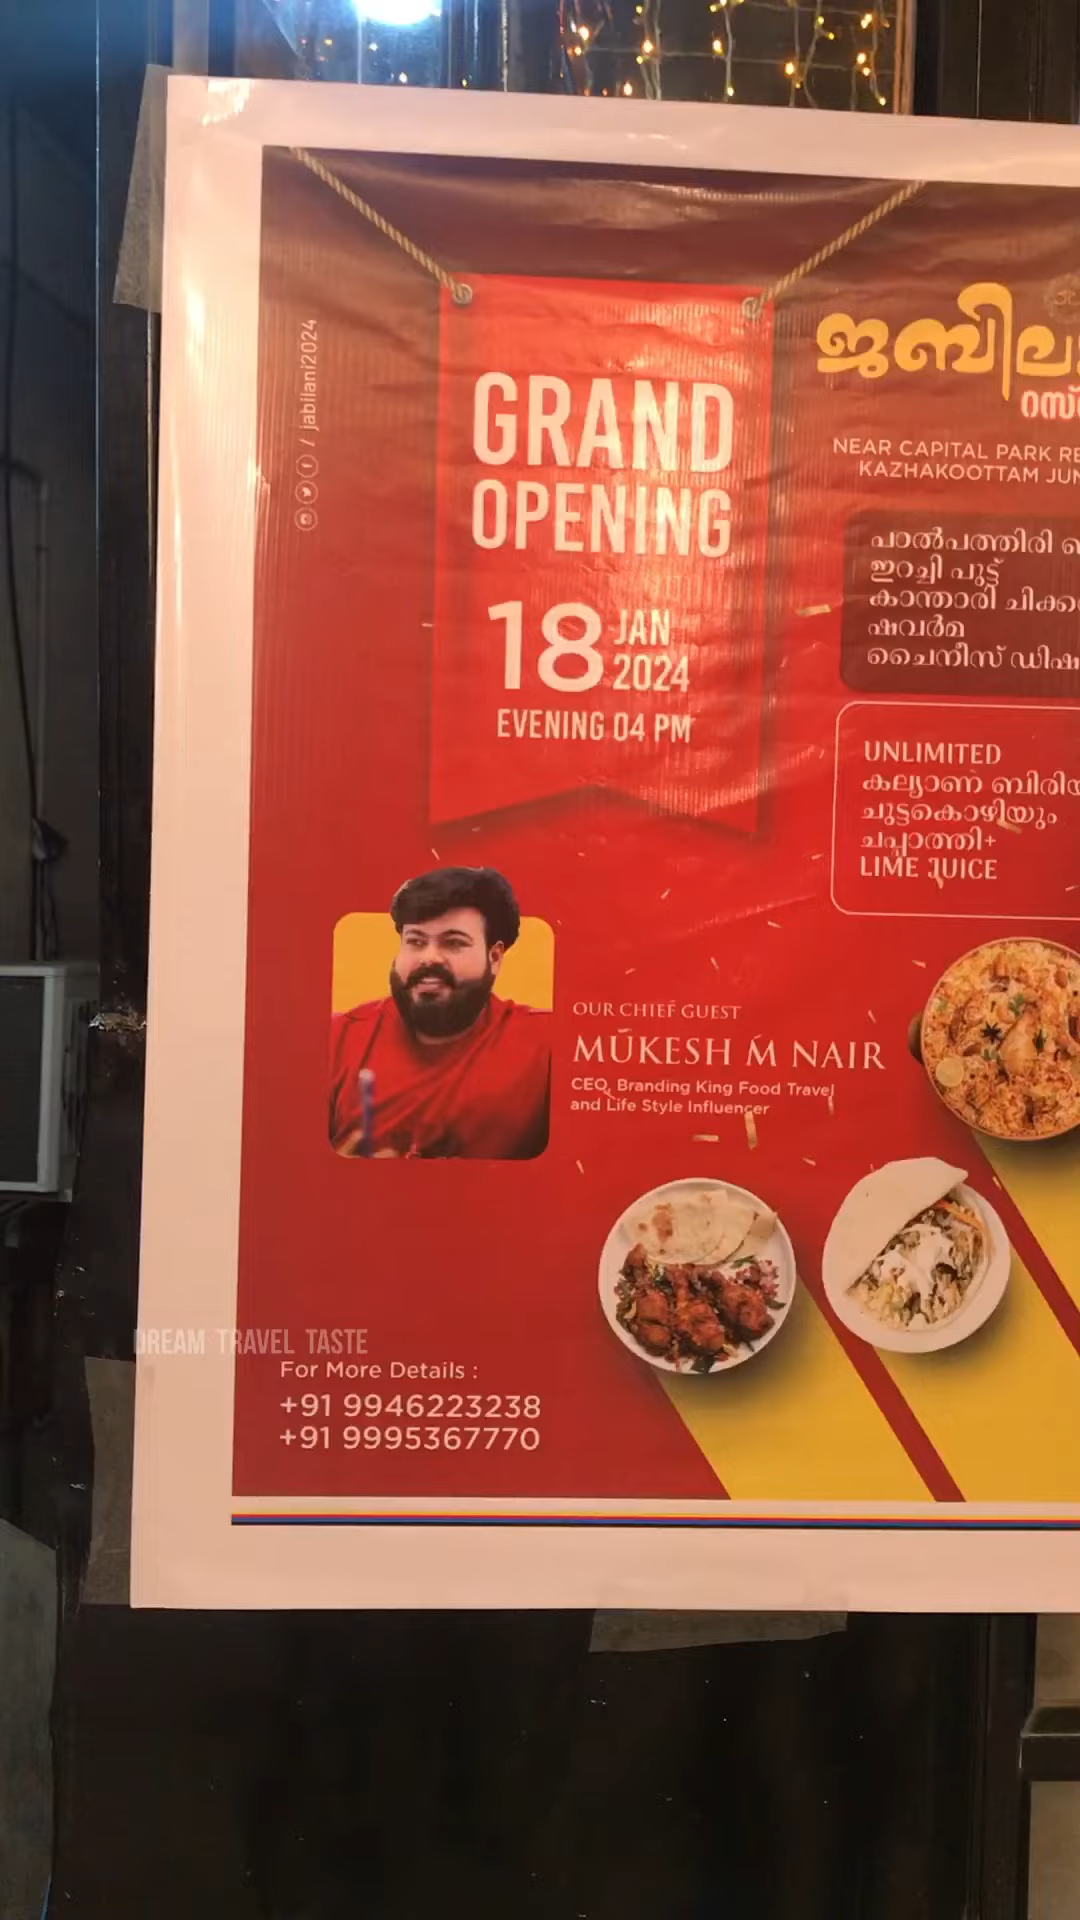 / jabilani2024
GRAND
OPENING
18 JAN
2024
EVENING 04 PM
NEAR CAPITAL PARK
KAZHAKOOTTAM
പാൽപത്തിരി
ഇറച്ചി പുട്ട്
കാന്താരി
ഷവർമ
ചൈനീസ്
UNLIMITED
കല്യാണ
ചുട്ടകൊഴിയും
ചപ്പാത്തി+
LIME JUICE
OUR CHIEF GUEST
MUKESH M NAIR
CEO, Branding King Food Travel
and Life Style Influencer
DREAM TRAVEL TASTE
For More Details :
+91 9946223238
+91 9995367770